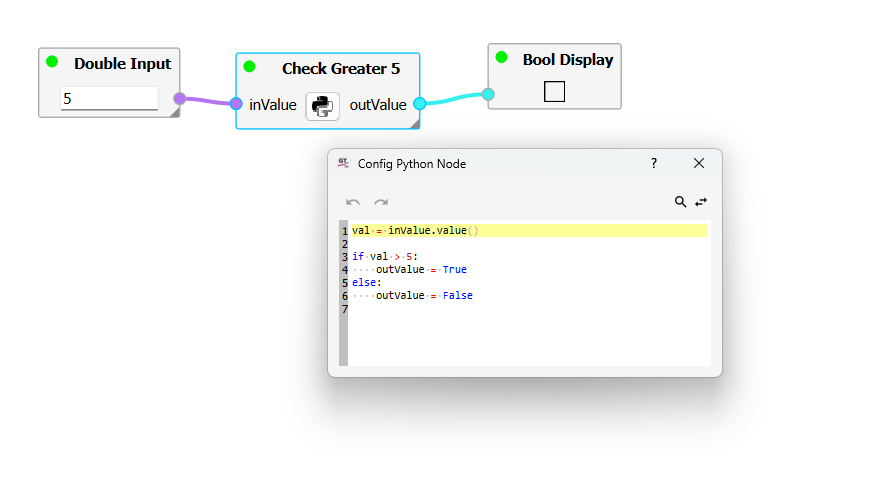 Double Input
5
Check Greater 5
inValue
outValue
Bool Display
GT
Config Python Node
?
1 val = inValue.value()
2
3 if val > 5:
4 ····outValue = True
5 else:
6 ····outValue = False
7